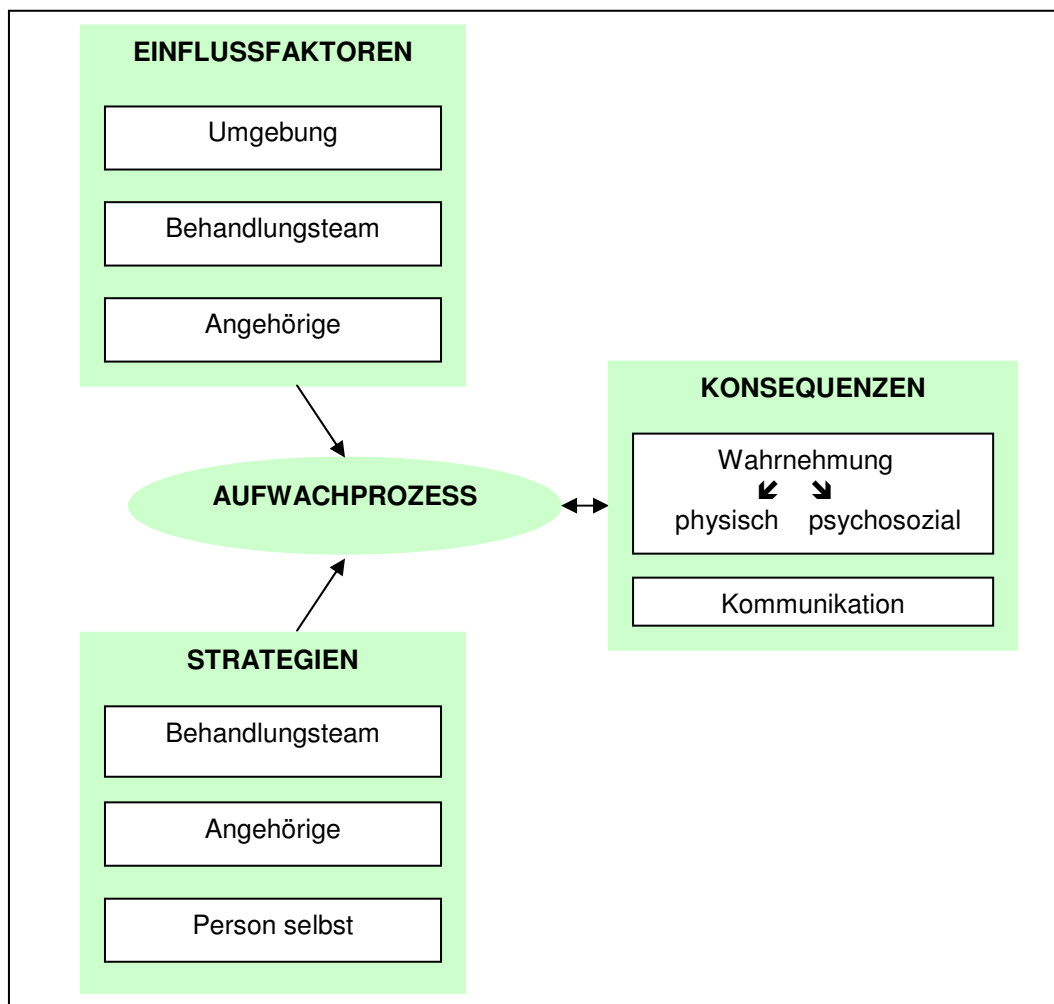 EINFLUSSFAKTOREN
Umgebung
Behandlungsteam
Angehörige
KONSEQUENZEN
Wahrnehmung
physisch psychosozial
Kommunikation
AUFWACHPROZESS
STRATEGIEN
Behandlungsteam
Angehörige
Person selbst